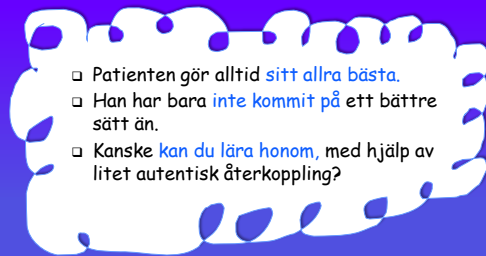 Patienten gör alltid sitt allra bästa.
Han har bara inte kommit på ett bättre
sätt än.
Kanske kan du lära honom, med hjälp av
litet autentisk återkoppling?